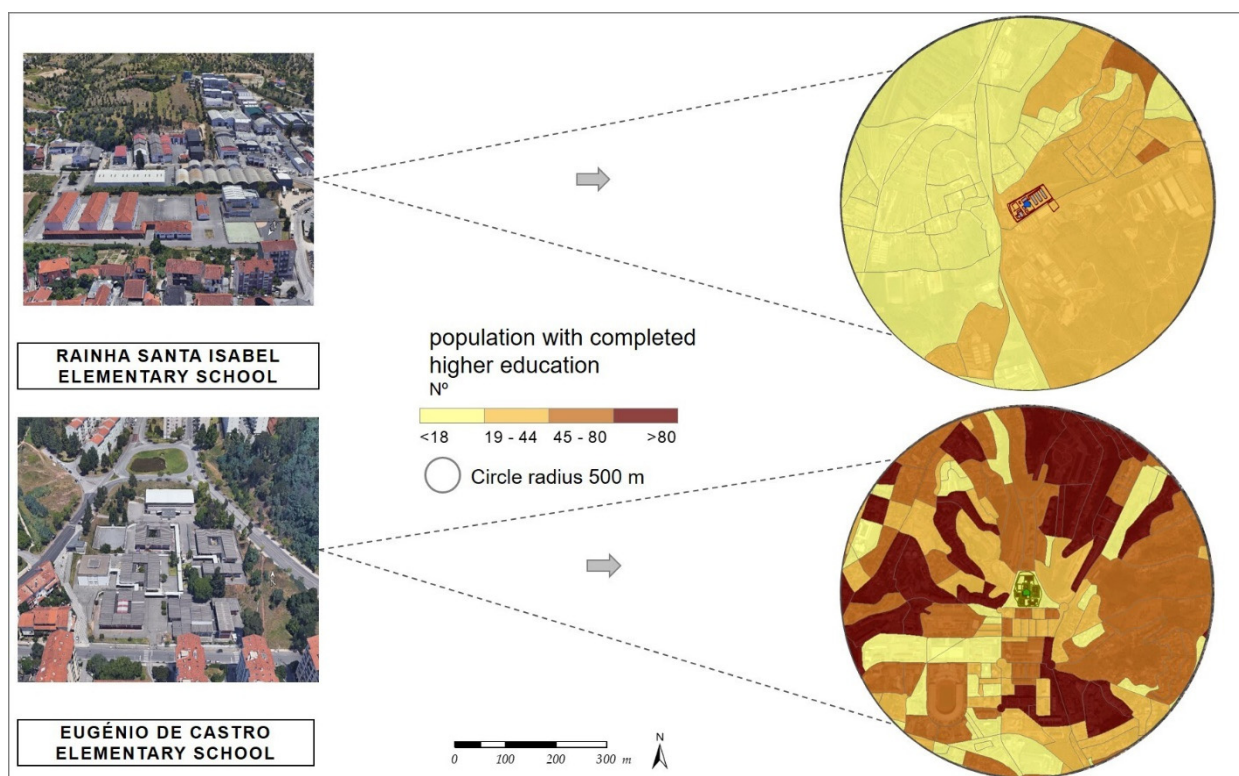 RAINHA SANTA ISABEL
ELEMENTARY SCHOOL
population with completed
higher education
Nº
<18 19 - 44 45 - 80 >80
Circle radius 500 m
EUGÉNIO DE CASTRO
ELEMENTARY SCHOOL
0 100 200 300 m
N